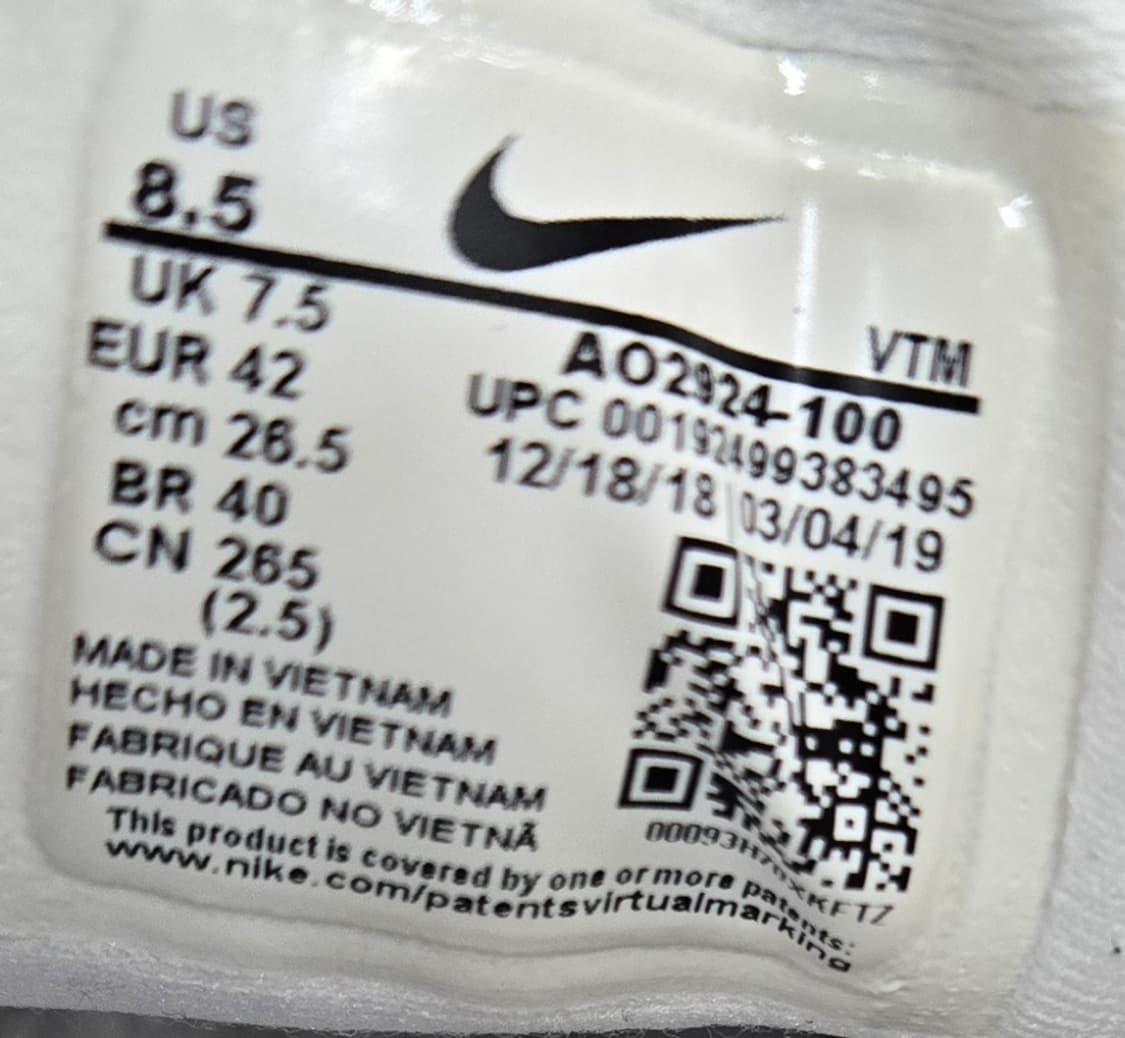 US
8.5
VTM
UK 7.5
EUR 42
cm 26.5
BR 40
CN 265
(2.5)
AO2924-100
UPC 00192499383495
12/18/18 03/04/19
MADE IN VIETNAM
HECHO EN VIETNAM
FABRIQUE AU VIETNAM
FABRICADO NO VIETNÃ
This product is covered by one or more patents:
www.nike.com/patentsvirtualmarking